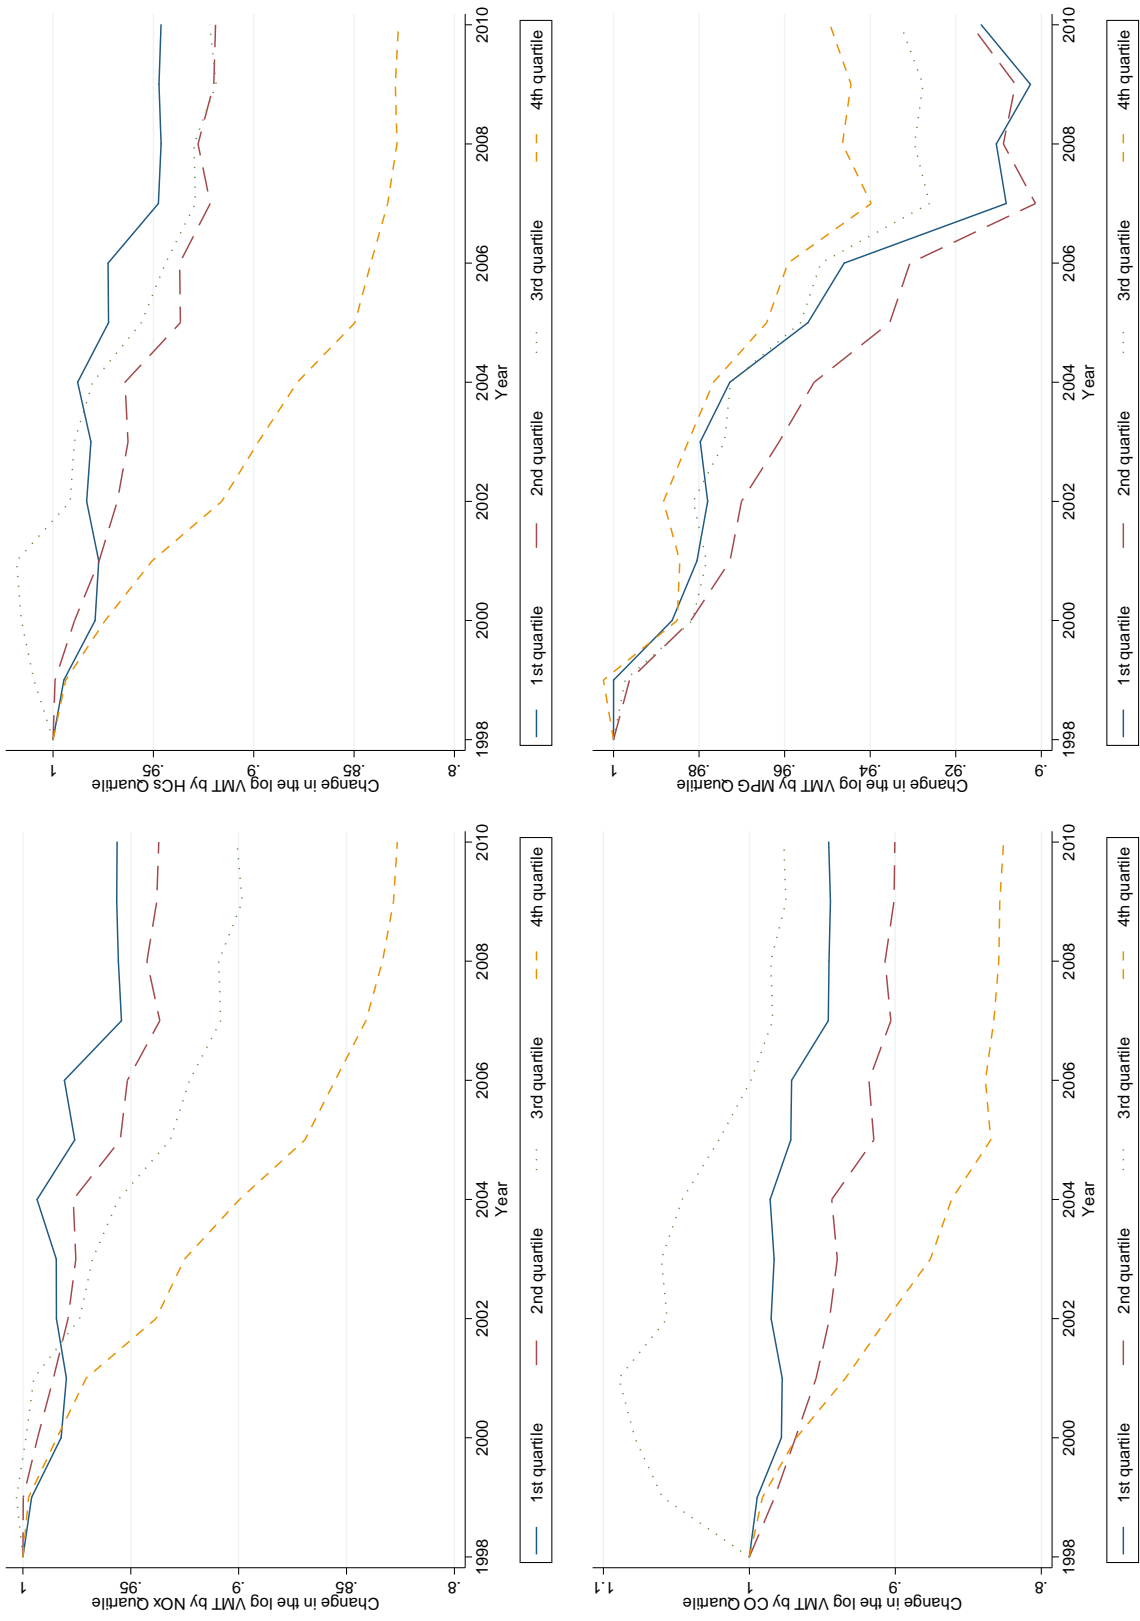 Change in the log VMT by NOx Quartile
1
.95
.9
.85
.8
1998 2000 2002 2004 2006 2008 2010
Year
1st quartile 2nd quartile 3rd quartile 4th quartile
Change in the log VMT by HCs Quartile
1
.95
.9
.85
.8
1998 2000 2002 2004 2006 2008 2010
Year
1st quartile 2nd quartile 3rd quartile 4th quartile
Change in the log VMT by CO Quartile
1.1
1
.9
.8
1998 2000 2002 2004 2006 2008 2010
Year
1st quartile 2nd quartile 3rd quartile 4th quartile
Change in the log VMT by MPG Quartile
1
.98
.96
.94
.92
.9
1998 2000 2002 2004 2006 2008 2010
Year
1st quartile 2nd quartile 3rd quartile 4th quartile